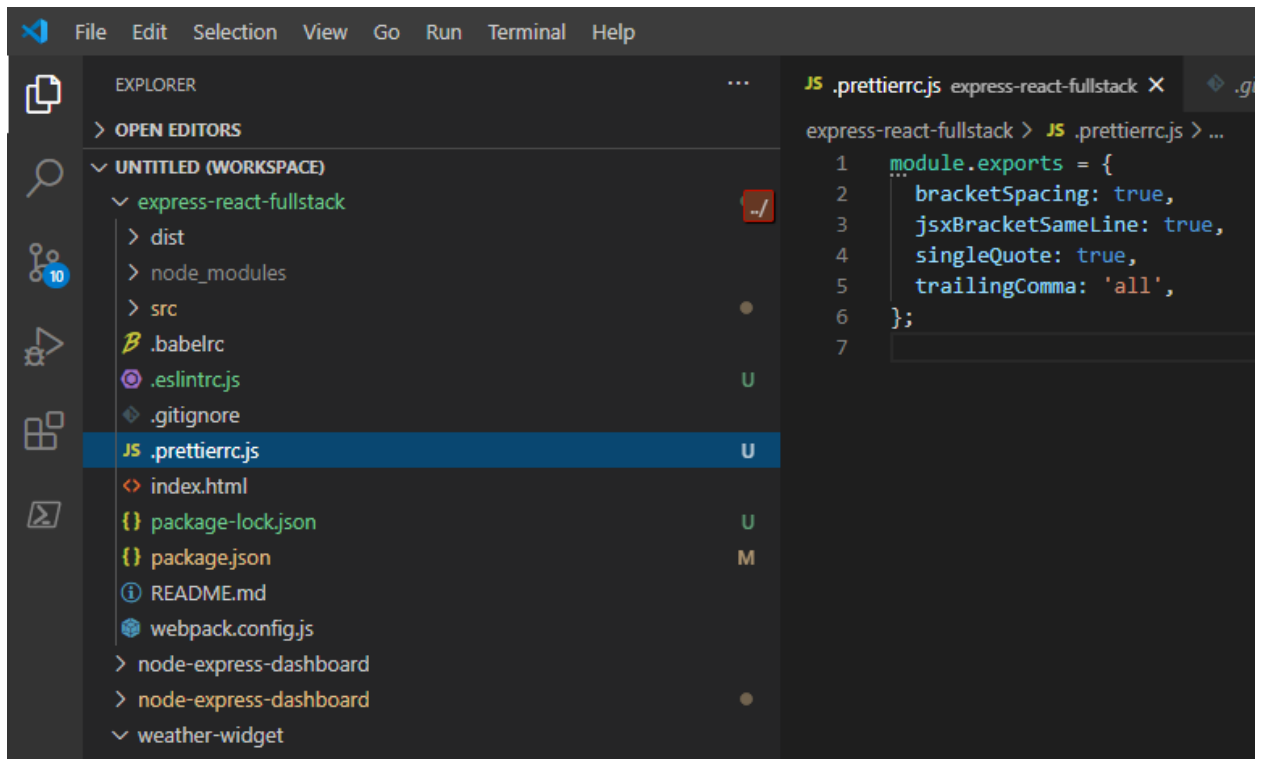 File Edit Selection View Go Run Terminal Help
EXPLORER ...
OPEN EDITORS
UNTITLED (WORKSPACE)
express-react-fullstack ../
dist
node_modules
src
.babelrc
.eslintrc.js U
.gitignore
JS .prettierrc.js U
<> index.html
{} package-lock.json U
{} package.json M
README.md
webpack.config.js
node-express-dashboard
node-express-dashboard
weather-widget
10
JS .prettierrc.js express-react-fullstack ×
express-react-fullstack > JS .prettierrc.js > ...
1 module.exports = {
2 bracketSpacing: true,
3 jsxBracketSameLine: true,
4 singleQuote: true,
5 trailingComma: 'all',
6 };
7